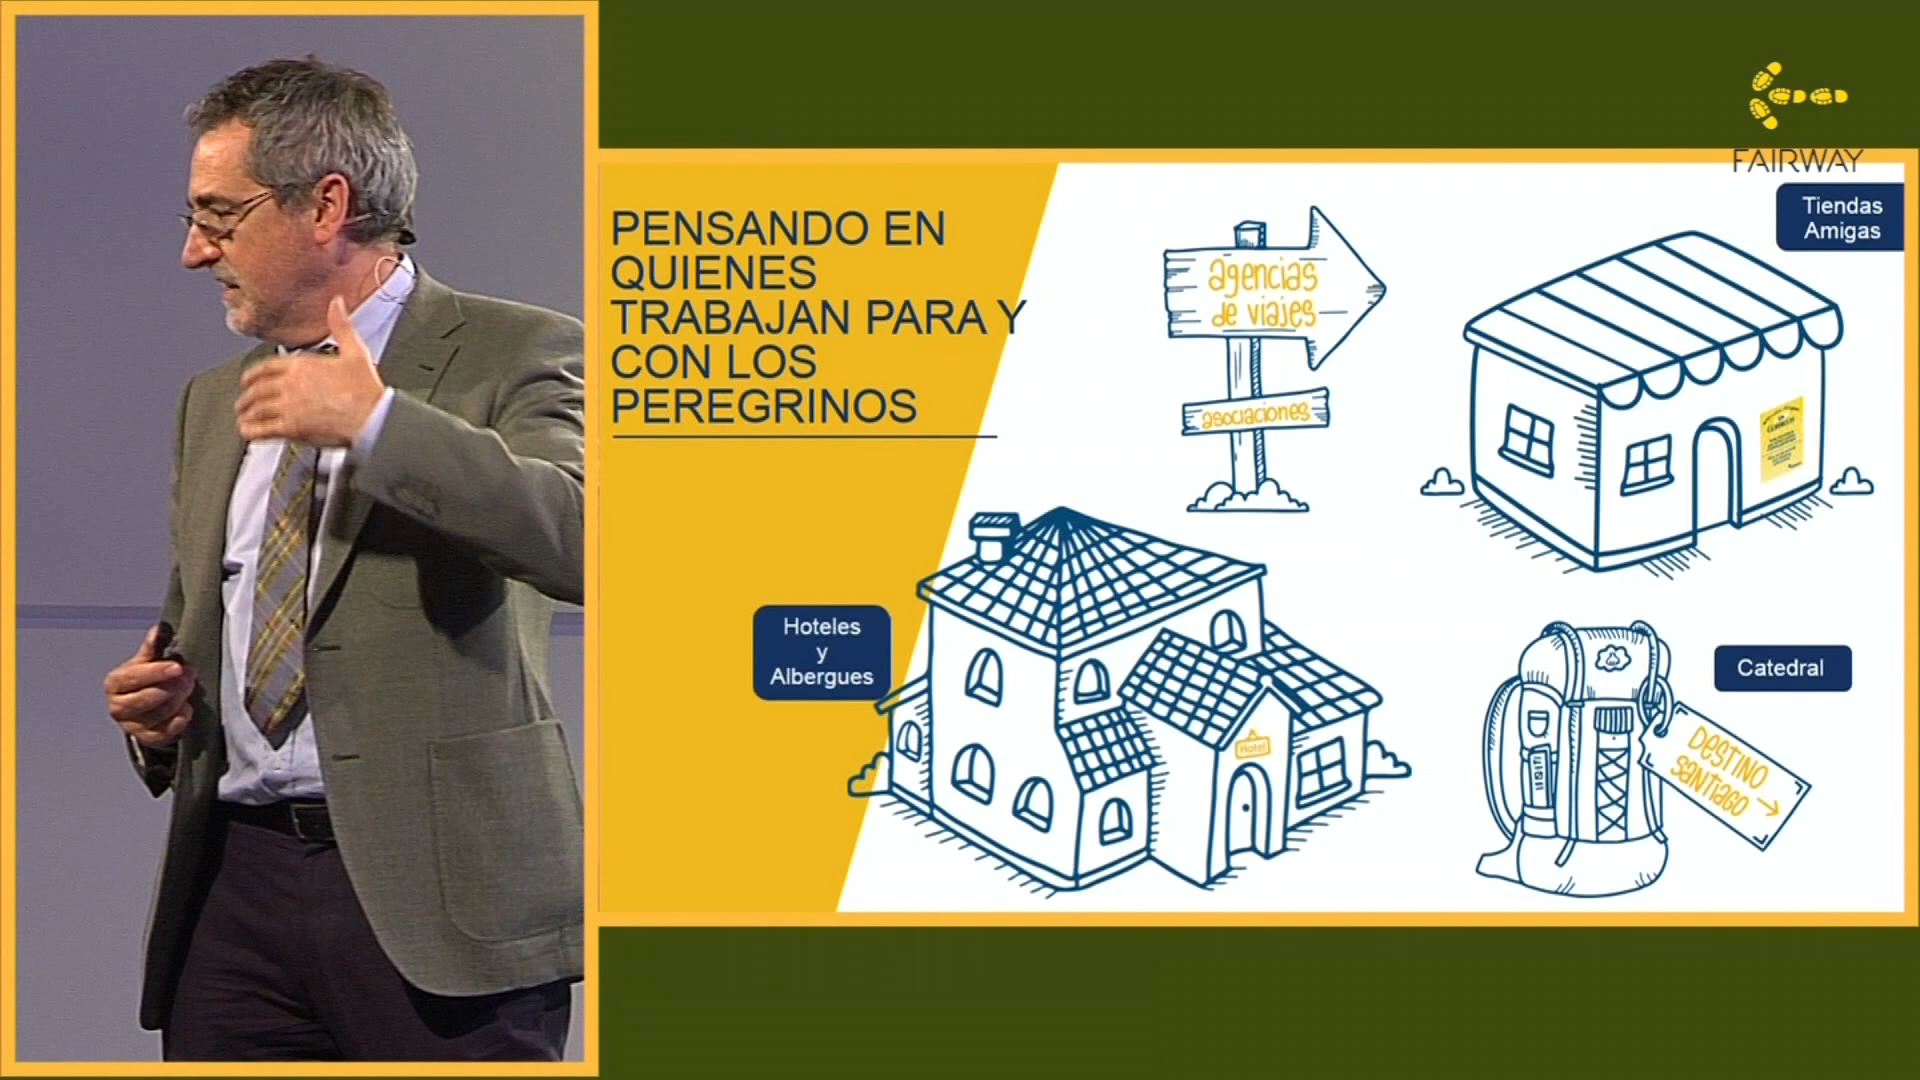 FAIRWAY
PENSANDO EN
QUIENES
TRABAJAN PARA Y
CON LOS
PEREGRINOS
agencias
de viajes
asociaciones
Tiendas
Amigas
Hoteles
y
Albergues
Hotel
Catedral
DESTINO
SANTIAGO